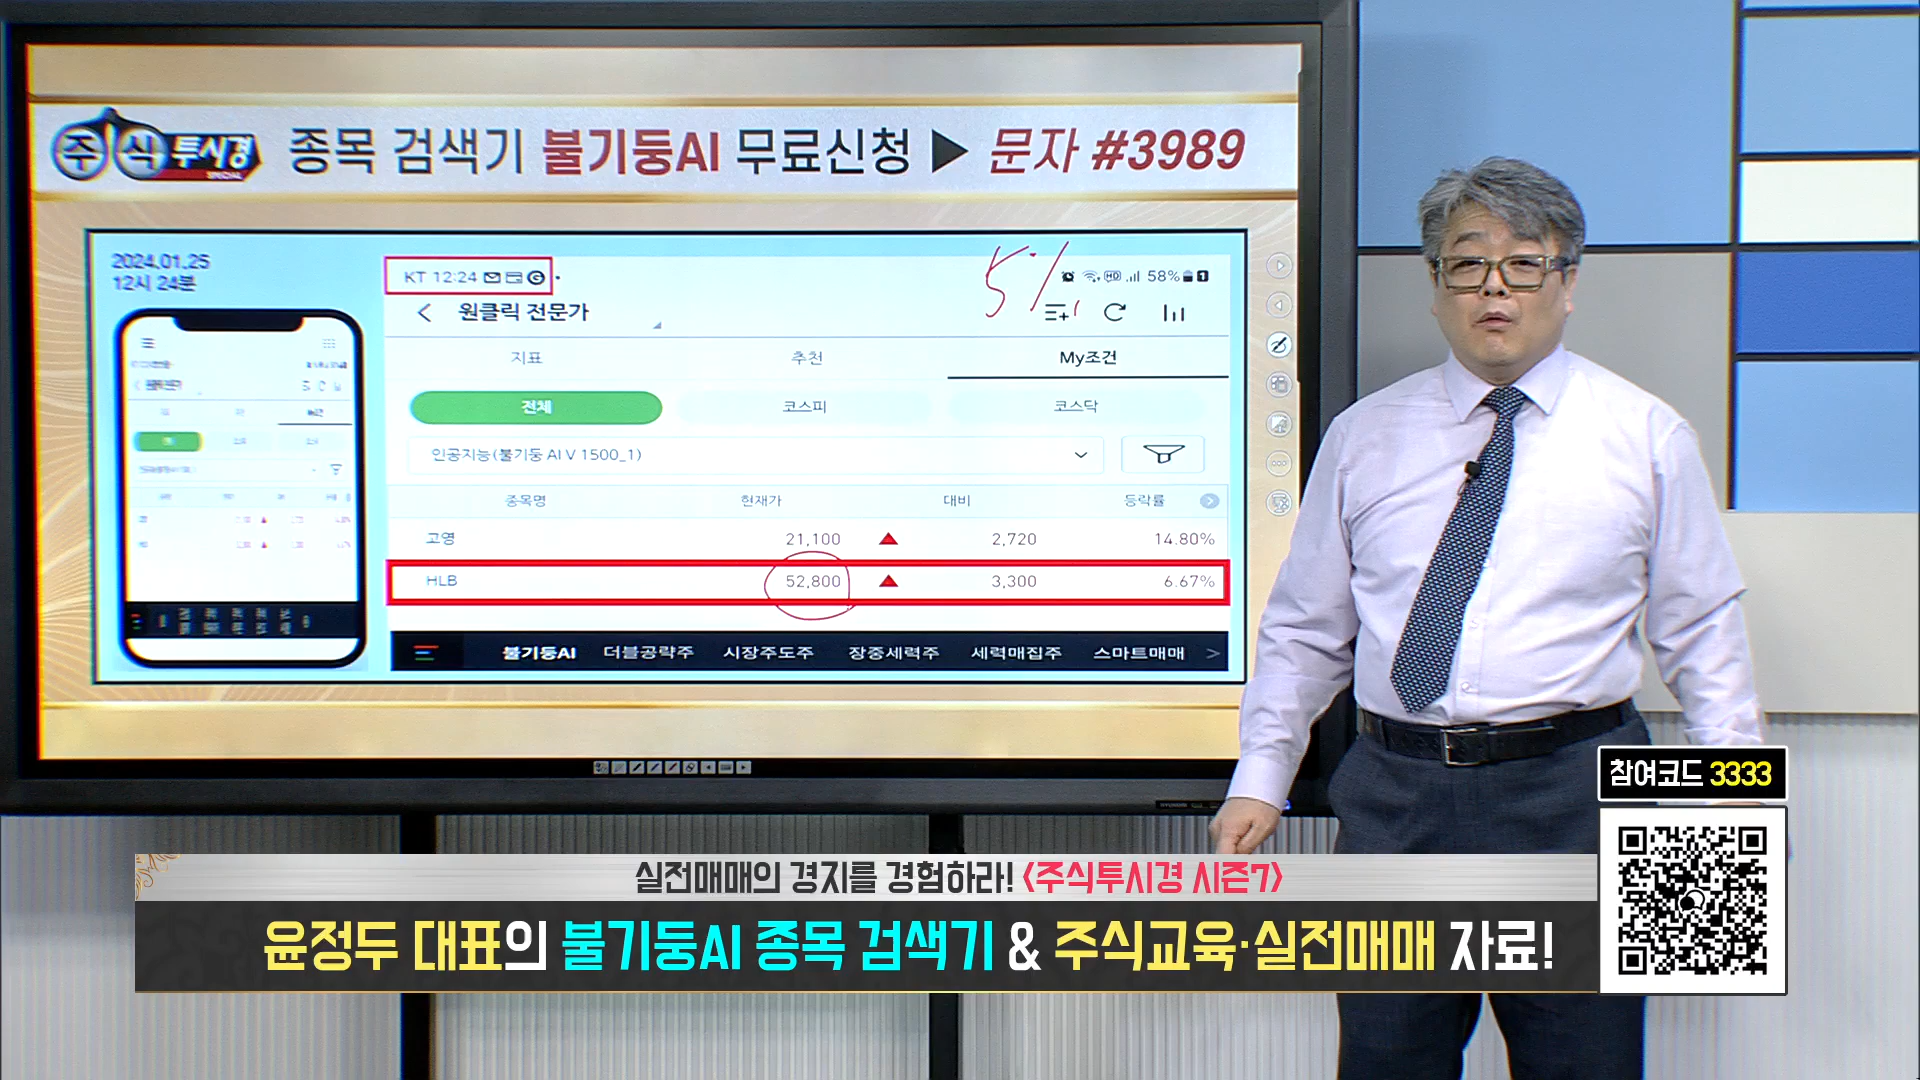 주식투시경 SPECIAL
종목 검색기 불기둥AI 무료신청 ▶ 문자 #3989
2024.01.25
12시 24분
KT 12:24
5%
58%
원클릭 전문가
지표 추천 My조건
전체 코스피 코스닥
인공지능(불기둥 AI V 1500_1)
종목명 현재가 대비 등락률
고영 21,100 ▲ 2,720 14.80%
HLB 52,800 ▲ 3,300 6.67%
불기둥AI 더블공략주 시장주도주 장중세력주 세력매집주 스마트매매 >
참여코드 3333
실전매매의 경지를 경험하라! <주식투시경 시즌7>
윤정두 대표의 불기둥AI 종목 검색기 & 주식교육·실전매매 자료!